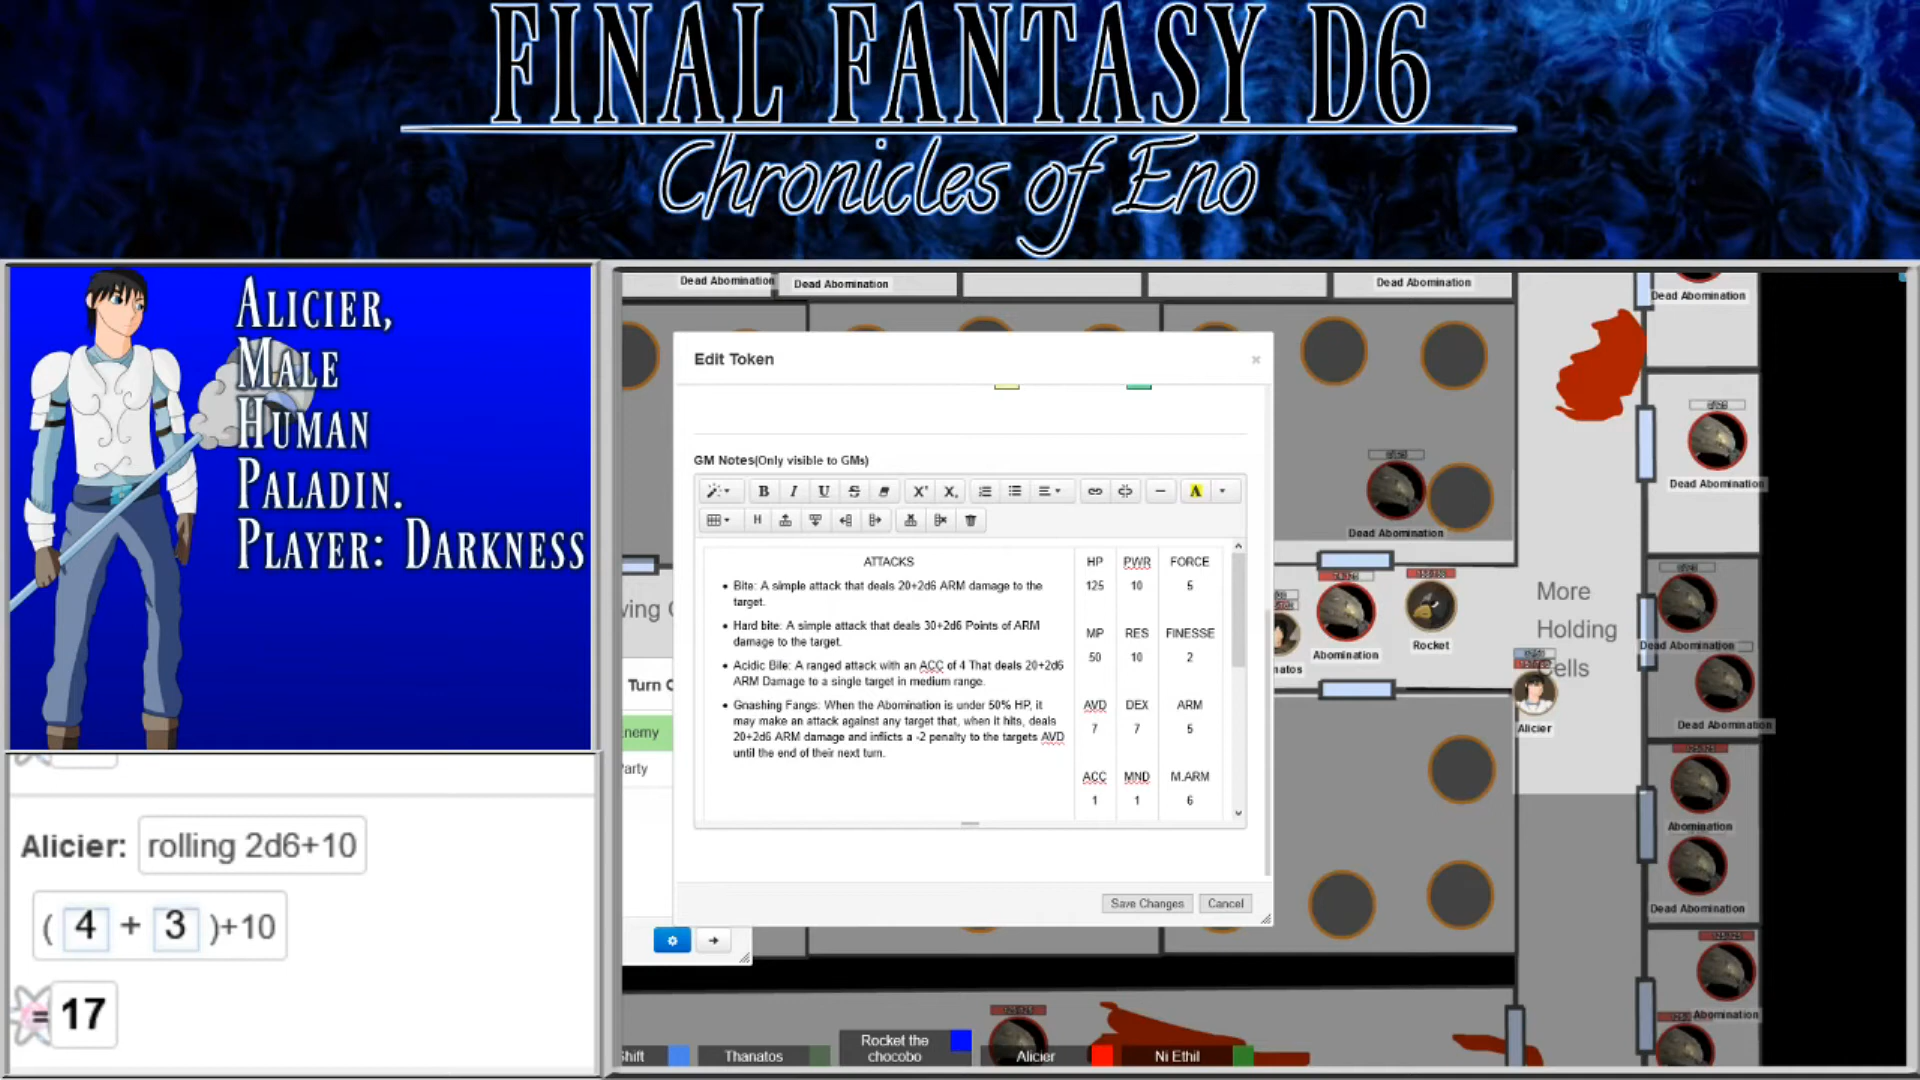 FINAL FANTASY D6
Chronicles of Eno
ALICIER,
MALE
HUMAN
PALADIN.
PLAYER: DARKNESS
Alicier: rolling 2d6+10
( 4 + 3 )+10
= 17
Dead Abomination
Dead Abomination
Dead Abomination
Dead Abomination
Edit Token
×
GM Notes(Only visible to GMs)
B I U S X X H A
ATTACKS
Bite: A simple attack that deals 20+2d6 ARM damage to the
target.
Hard bite: A simple attack that deals 30+2d6 Points of ARM
damage to the target.
Acidic Bile: A ranged attack with an ACC of 4 That deals 20+2d6
ARM Damage to a single target in medium range.
Gnashing Fangs: When the Abomination is under 50% HP, it
may make an attack against any target that, when it hits, deals
20+2d6 ARM damage and inflicts a -2 penalty to the targets AVD
until the end of their next turn.
HP PWR FORCE
125 10 5
MP RES FINESSE
50 10 2
AVD DEX ARM
7 7 5
ACC MND M.ARM
1 1 6
Save Changes
Cancel
Turn
Dead Abomination
Dead Abomination
Abomination
Rocket
More
Holding
Cells
Alicier
Dead Abomination
Dead Abomination
Abomination
Dead Abomination
Abomination
Thanatos
Rocket the
chocobo
Alicier
Ni Ethil